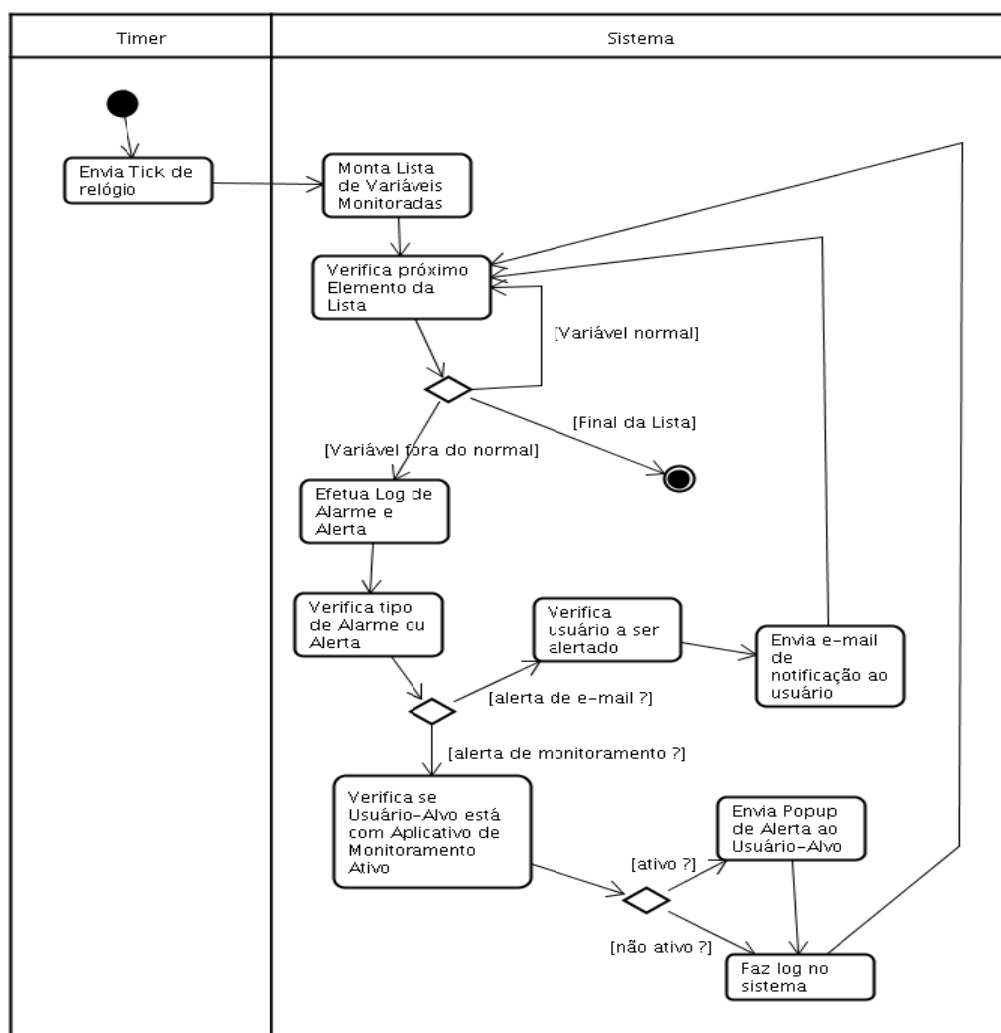 Timer
Sistema
Envia Tick de
relógio
Monta Lista
de Variáveis
Monitoradas
Verifica próximo
Elemento da
Lista
[Variável normal]
[Final da Lista]
[Variável fora do normal]
Efetua Log de
Alarme e
Alerta
Verifica tipo
de Alarme ou
Alerta
Verifica
usuário a ser
alertado
Envia e-mail
de
notificação ao
usuário
[alerta de e-mail ?]
[alerta de monitoramento ?]
Verifica se
Usuário-Alvo está
com Aplicativo de
Monitoramento
Ativo
Envia Popup
de Alerta ao
Usuário-Alvo
[ativo ?]
[não ativo ?]
Faz log no
sistema